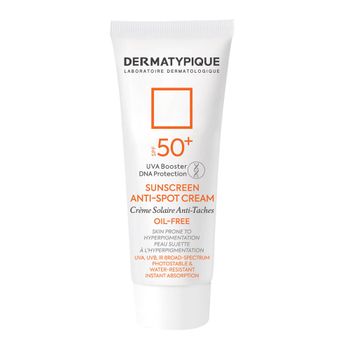 DERMATYPIQUE
LABORATOIRE DERMATOLOGIQUE
SPF 50+
UVA Booster
DNA Protection
SUNSCREEN
ANTI-SPOT CREAM
Crème Solaire Anti-Taches
OIL-FREE
SKIN PRONE TO
HYPERPIGMENTATION
PEAU SUJETTE
À L'HYPERPIGMENTATION
UVA, UVB, IR BROAD-SPECTRUM
PHOTOSTABLE &
WATER-RESISTANT
INSTANT ABSORPTION